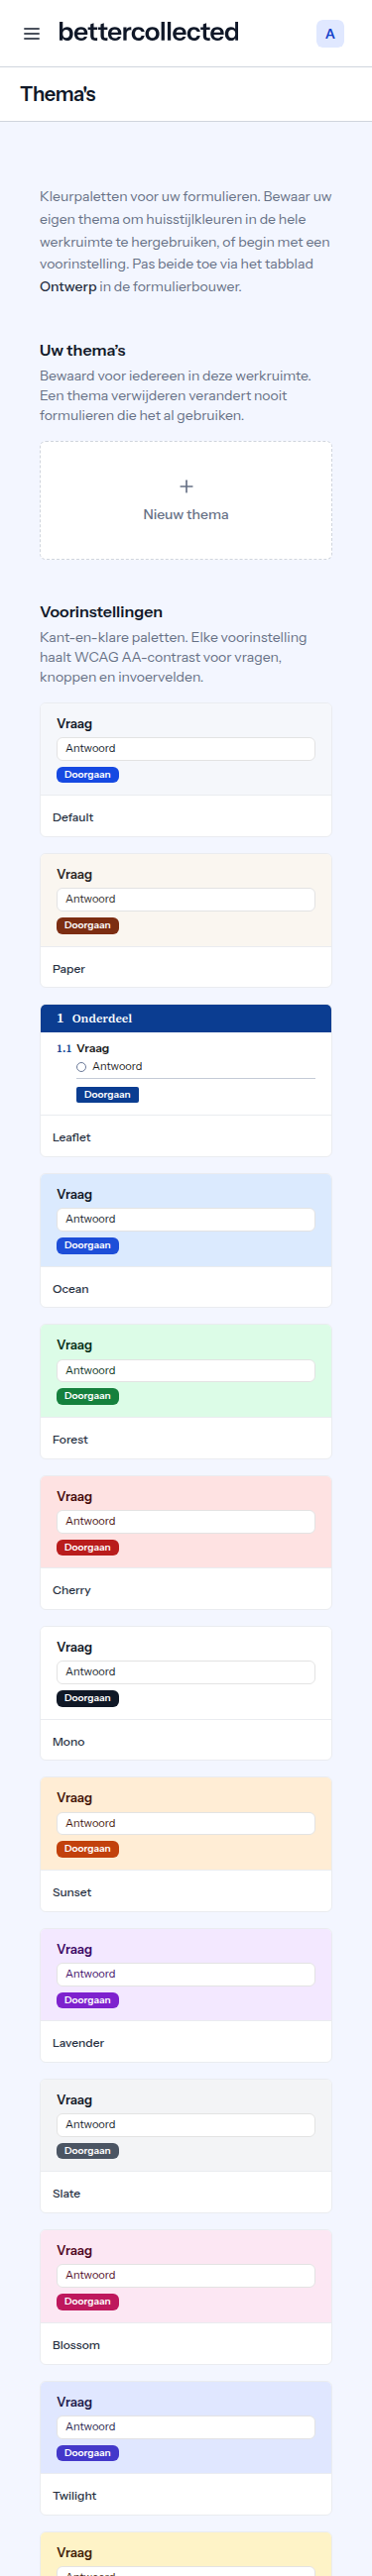 bettercollected
A
Thema's
Kleurpaletten voor uw formulieren. Bewaar uw
eigen thema om huisstijlkleuren in de hele
werkruimte te hergebruiken, of begin met een
voorinstelling. Pas beide toe via het tabblad
Ontwerp in de formulierbouwer.
Uw thema's
Bewaard voor iedereen in deze werkruimte.
Een thema verwijderen verandert nooit
formulieren die het al gebruiken.
+
Nieuw thema
Voorinstellingen
Kant-en-klare paletten. Elke voorinstelling
haalt WCAG AA-contrast voor vragen,
knoppen en invoervelden.
Vraag
Antwoord
Doorgaan
Default
Vraag
Antwoord
Doorgaan
Paper
1 Onderdeel
1.1 Vraag
Antwoord
Doorgaan
Leaflet
Vraag
Antwoord
Doorgaan
Ocean
Vraag
Antwoord
Doorgaan
Forest
Vraag
Antwoord
Doorgaan
Cherry
Vraag
Antwoord
Doorgaan
Mono
Vraag
Antwoord
Doorgaan
Sunset
Vraag
Antwoord
Doorgaan
Lavender
Vraag
Antwoord
Doorgaan
Slate
Vraag
Antwoord
Doorgaan
Blossom
Vraag
Antwoord
Doorgaan
Twilight
Vraag